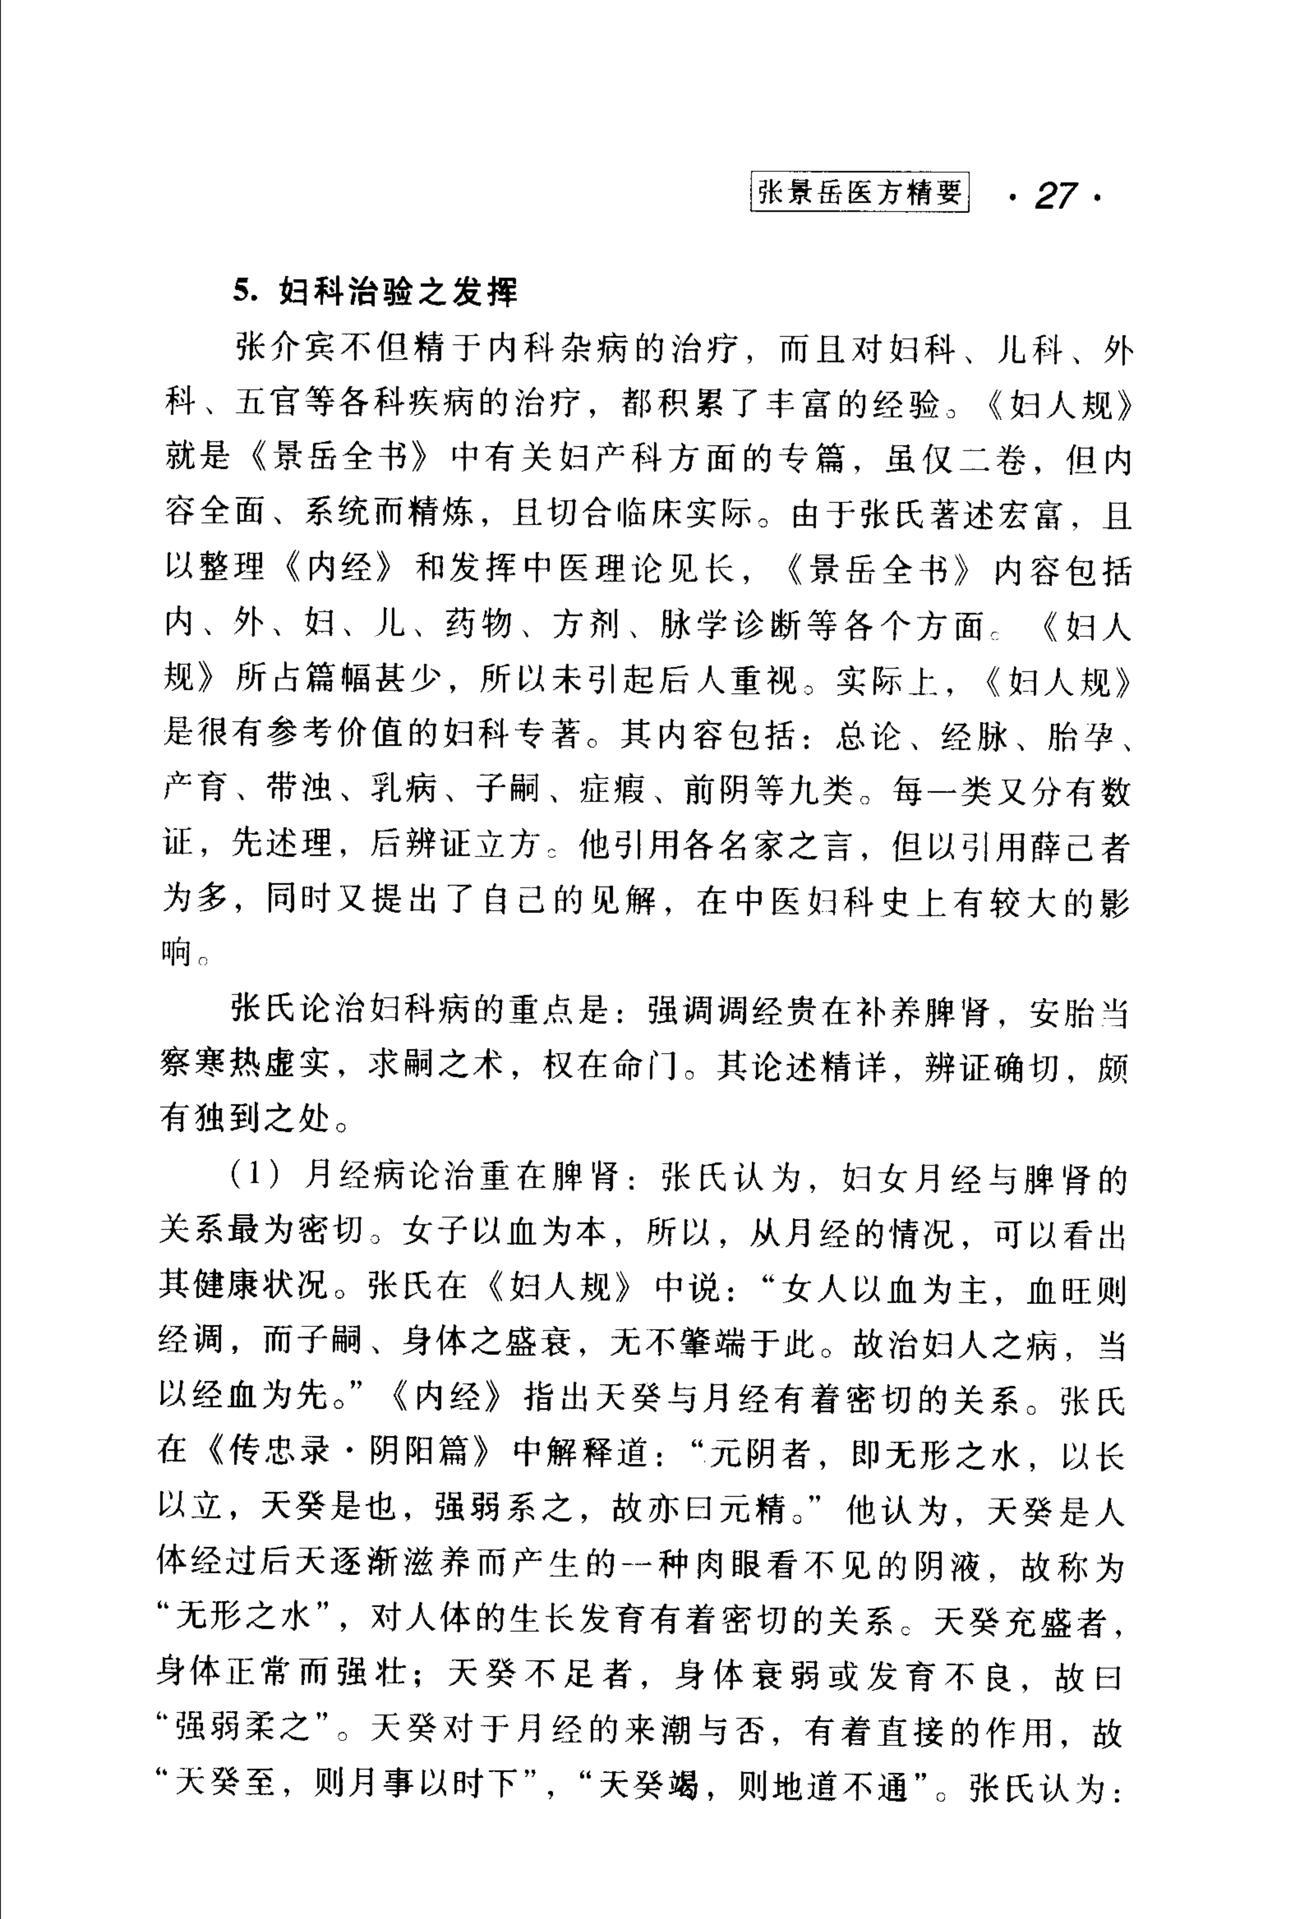 张景岳医方精要 · 27 ·
5. 妇科治验之发挥
张介宾不但精于内科杂病的治疗，而且对妇科、儿科、外
科、五官等各科疾病的治疗，都积累了丰富的经验。《妇人规》
就是《景岳全书》中有关妇产科方面的专篇，虽仅二卷，但内
容全面、系统而精炼，且切合临床实际。由于张氏著述宏富，且
以整理《内经》和发挥中医理论见长，《景岳全书》内容包括
内、外、妇、儿、药物、方剂、脉学诊断等各个方面。《妇人
规》所占篇幅甚少，所以未引起后人重视。实际上，《妇人规》
是很有参考价值的妇科专著。其内容包括：总论、经脉、胎孕、
产育、带浊、乳病、子嗣、症瘕、前阴等九类。每一类又分有数
证，先述理，后辨证立方。他引用各名家之言，但以引用薛己者
为多，同时又提出了自己的见解，在中医妇科史上有较大的影
响。
张氏论治妇科病的重点是：强调调经贵在补养脾肾，安胎当
察寒热虚实，求嗣之术，权在命门。其论述精详，辨证确切，颇
有独到之处。
（1）月经病论治重在脾肾：张氏认为，妇女月经与脾肾的
关系最为密切。女子以血为本，所以，从月经的情况，可以看出
其健康状况。张氏在《妇人规》中说：“女人以血为主，血旺则
经调，而子嗣、身体之盛衰，无不肇端于此。故治妇人之病，当
以经血为先。”《内经》指出天癸与月经有着密切的关系。张氏
在《传忠录·阴阳篇》中解释道：“元阴者，即无形之水，以长
以立，天癸是也，强弱系之，故亦曰元精。”他认为，天癸是人
体经过后天逐渐滋养而产生的一种肉眼看不见的阴液，故称为
“无形之水”，对人体的生长发育有着密切的关系。天癸充盛者，
身体正常而强壮；天癸不足者，身体衰弱或发育不良，故曰
“强弱柔之”。天癸对于月经的来潮与否，有着直接的作用，故
“天癸至，则月事以时下”，“天癸竭，则地道不通”。张氏认为：